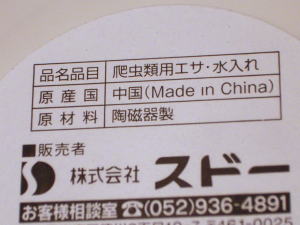 品名品目 爬虫類用エサ・水入れ
原産国 中国(Made in China)
原材料 陶磁器製
■販売者
株式会社 スドー
お客様相談室☎(052)936-4891
461-0025